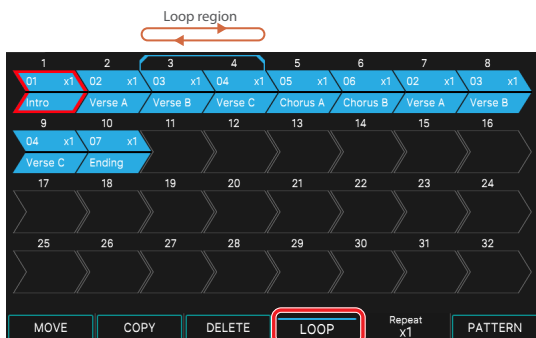 Loop region
1 2 3 4 5 6 7 8
01 x1 02 x1 03 x1 04 x1 05 x1 06 x1 02 x1 03 x1
Intro Verse A Verse B Verse C Chorus A Chorus B Verse A Verse B
9 10 11 12 13 14 15 16
04 x1 07 x1
Verse C Ending
17 18 19 20 21 22 23 24
25 26 27 28 29 30 31 32
MOVE COPY DELETE LOOP Repeat x1 PATTERN